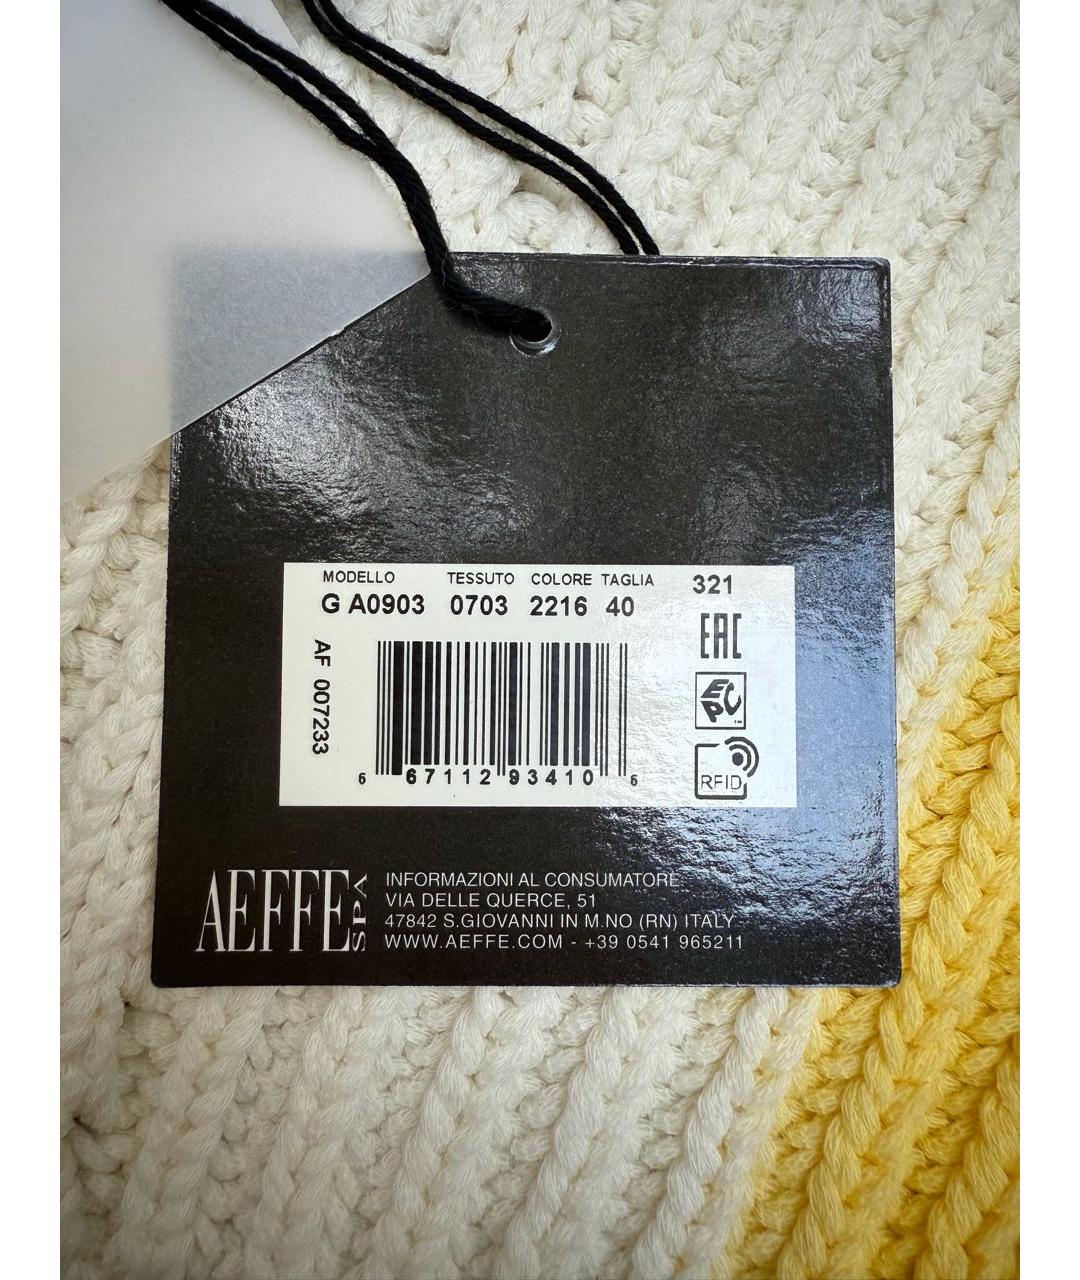 MODELLO TESSUTO COLORE TAGLIA 321
G A0903 0703 2216 40
EAC
AF 007233
EPC ™
RFID
6 67112 93410 6
AEFFE SPA
INFORMAZIONI AL CONSUMATORE:
VIA DELLE QUERCE, 51
47842 S.GIOVANNI IN M.NO (RN) ITALY
WWW.AEFFE.COM - +39 0541 965211